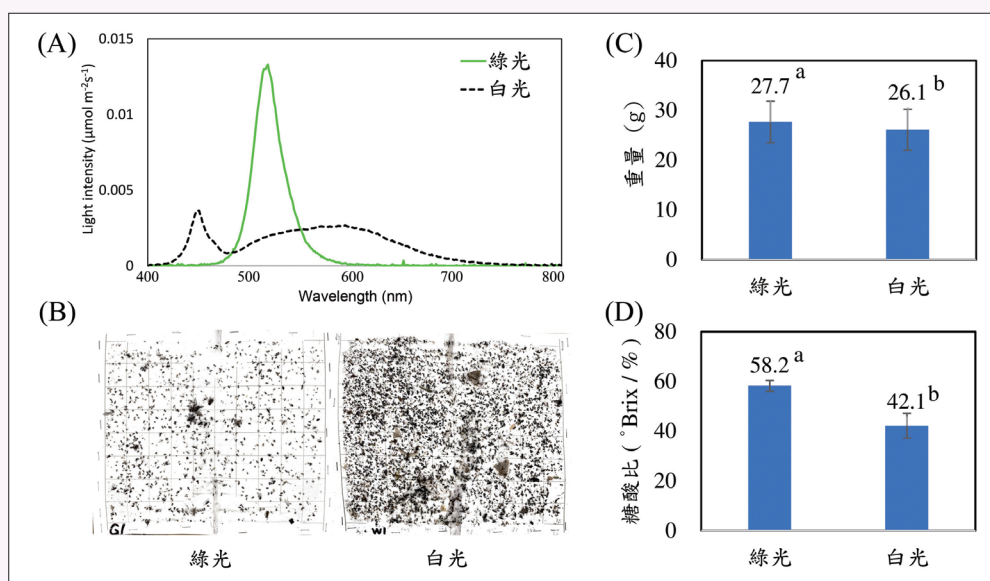 (A)
0.015
0.01
0.005
0
Light intensity (μmol m⁻²s⁻¹)
400
500
600
700
800
Wavelength (nm)
綠光
白光
(B)
G1
W1
綠光
白光
(C)
40
30
20
10
0
重量 (g)
27.7 a
26.1 b
綠光
白光
(D)
80
60
40
20
0
糖酸比 (°Brix / %)
58.2 a
42.1 b
綠光
白光